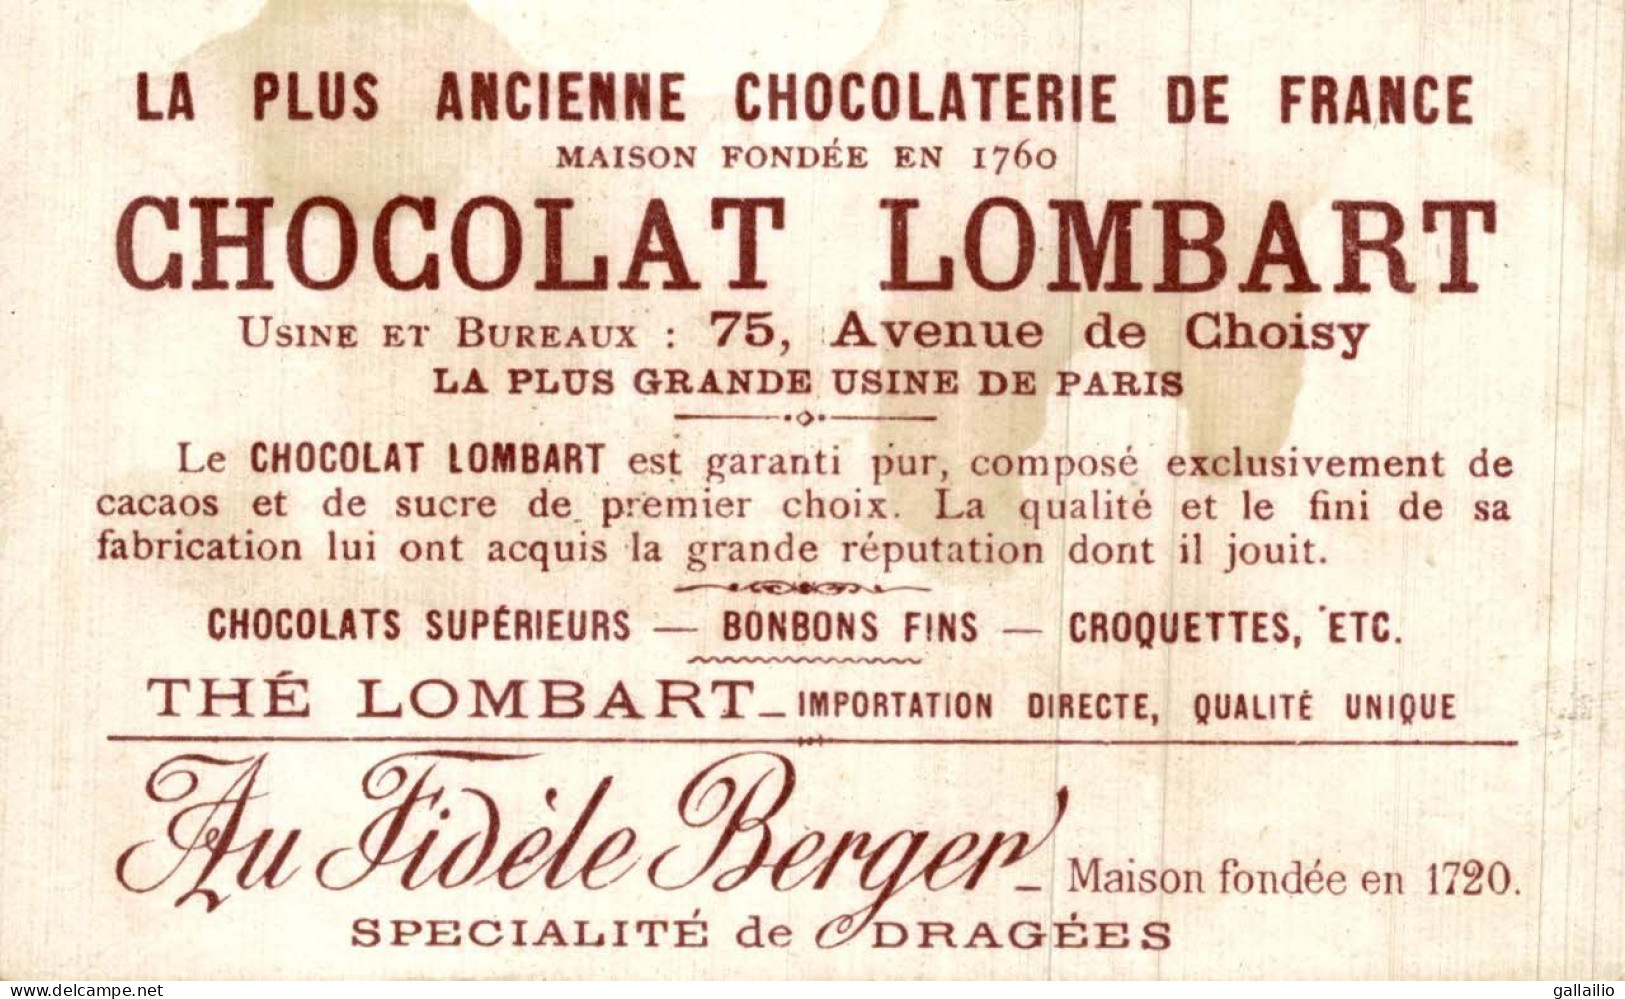 LA PLUS ANCIENNE CHOCOLATERIE DE FRANCE
MAISON FONDÉE EN 1760
CHOCOLAT LOMBART
USINE ET BUREAUX : 75, Avenue de Choisy
LA PLUS GRANDE USINE DE PARIS
Le CHOCOLAT LOMBART est garanti pur, composé exclusivement de
cacaos et de sucre de premier choix. La qualité et le fini de sa
fabrication lui ont acquis la grande réputation dont il jouit.
CHOCOLATS SUPÉRIEURS — BONBONS FINS — CROQUETTES, ETC.
THÉ LOMBART – IMPORTATION DIRECTE, QUALITÉ UNIQUE
Au Fidèle Berger – Maison fondée en 1720.
SPECIALITÉ de DRAGÉES
www.delcampe.net
gallailio